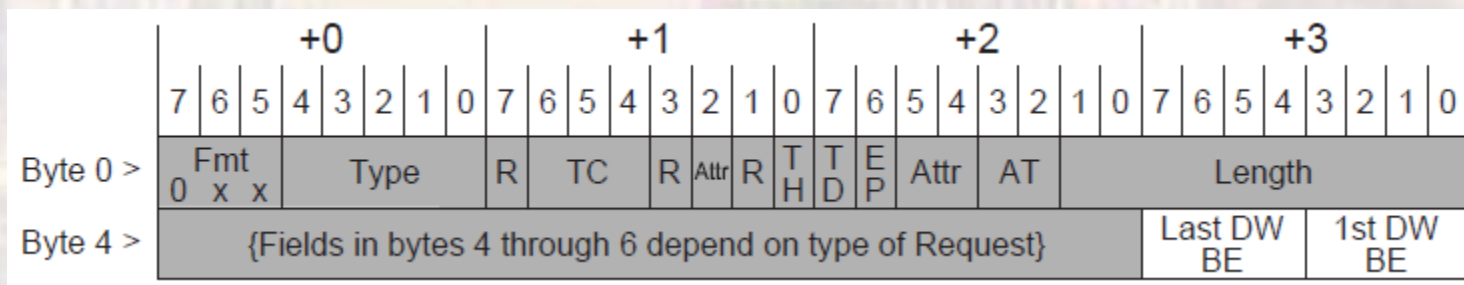 +0 +1 +2 +3
7 6 5 4 3 2 1 0 7 6 5 4 3 2 1 0 7 6 5 4 3 2 1 0 7 6 5 4 3 2 1 0
Byte 0 > Fmt 0 x x Type R TC R Attr R TH TD EP Attr AT Length
Byte 4 > {Fields in bytes 4 through 6 depend on type of Request} Last DW BE 1st DW BE